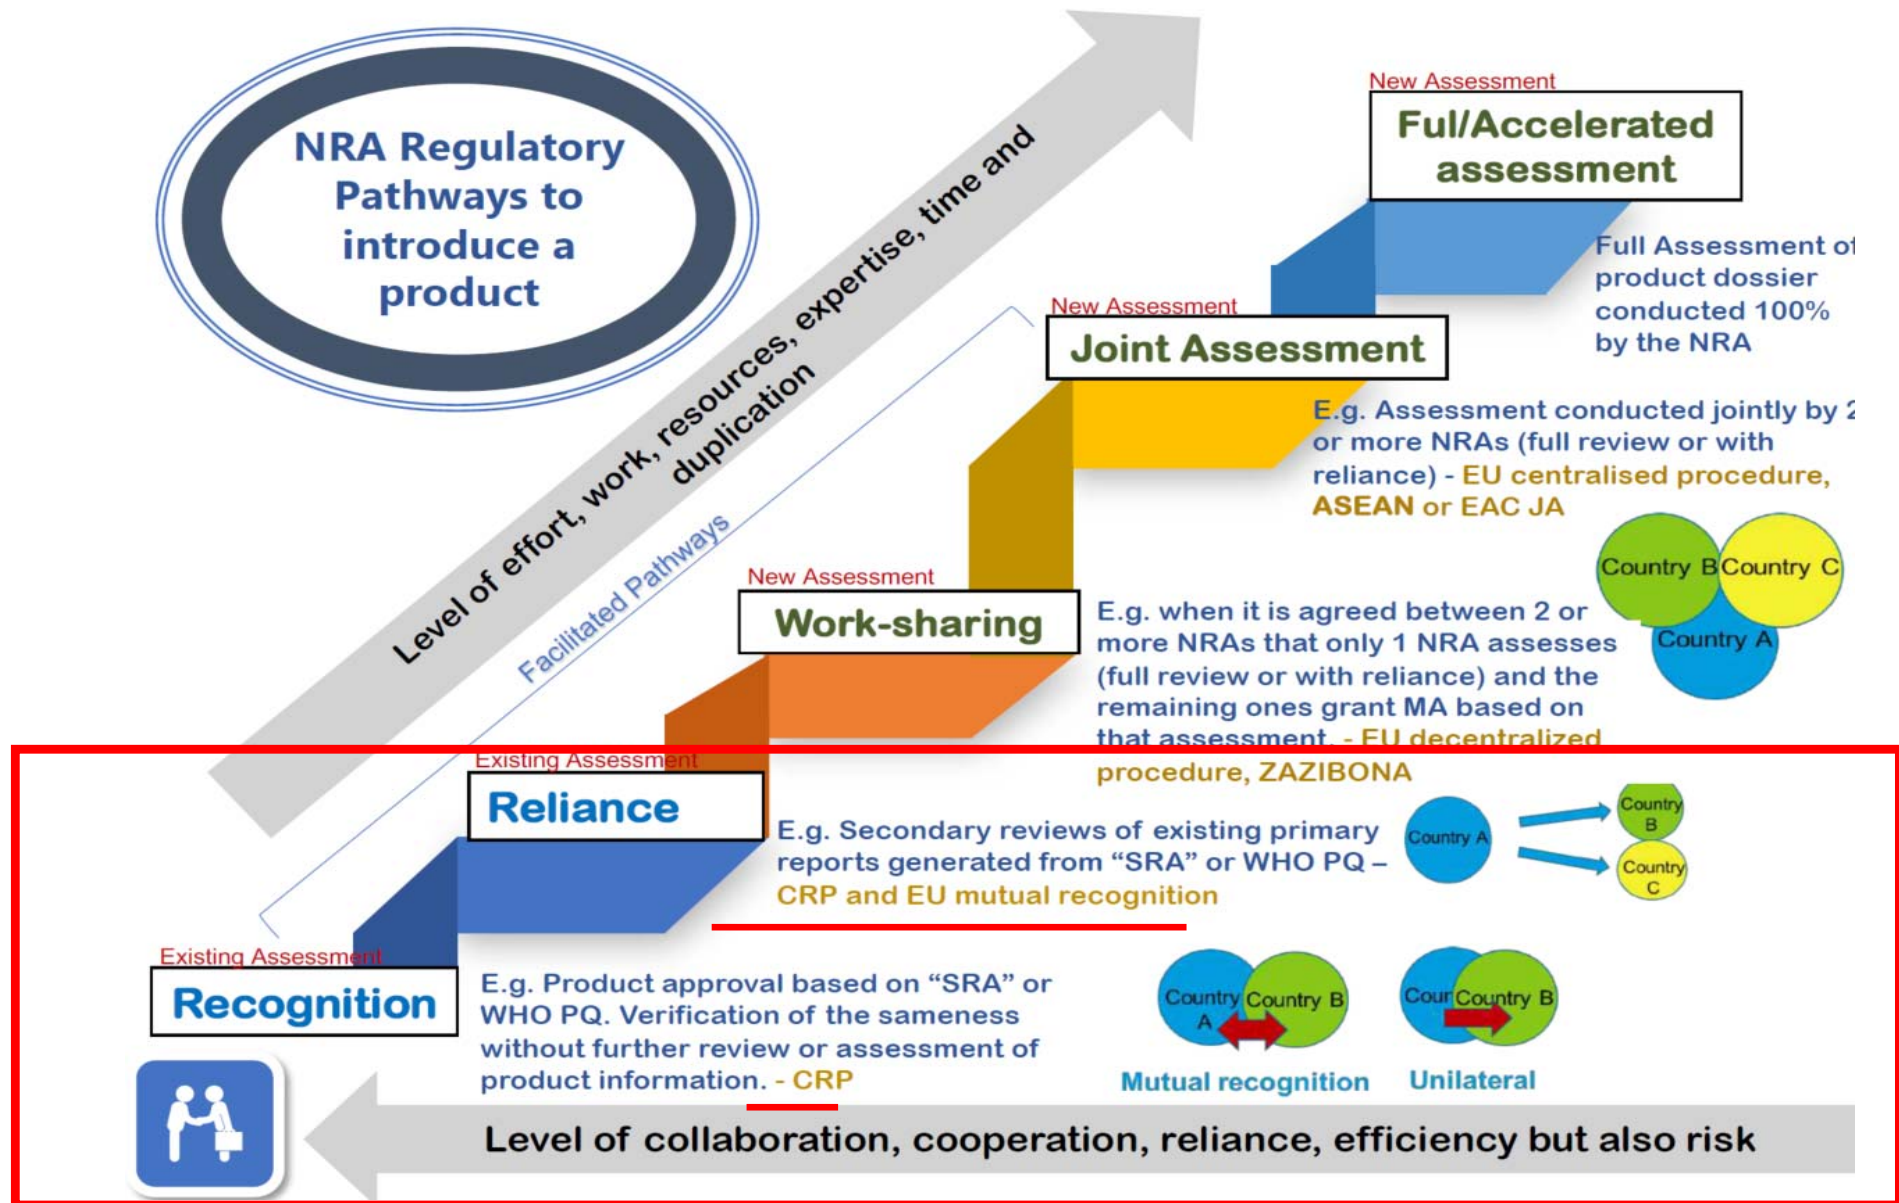 NRA Regulatory
Pathways to
introduce a
product
Level of effort, work, resources, expertise, time and
duplication
Facilitated Pathways
New Assessment
Ful/Accelerated
assessment
Full Assessment of
product dossier
conducted 100%
by the NRA
New Assessment
Joint Assessment
E.g. Assessment conducted jointly by 2
or more NRAs (full review or with
reliance) - EU centralised procedure,
ASEAN or EAC JA
Country B
Country C
Country A
New Assessment
Work-sharing
E.g. when it is agreed between 2 or
more NRAs that only 1 NRA assesses
(full review or with reliance) and the
remaining ones grant MA based on
that assessment. - EU decentralized
procedure, ZAZIBONA
Existing Assessment
Reliance
E.g. Secondary reviews of existing primary
reports generated from “SRA” or WHO PQ –
CRP and EU mutual recognition
Country A
Country
B
Country
C
Existing Assessment
Recognition
E.g. Product approval based on “SRA” or
WHO PQ. Verification of the sameness
without further review or assessment of
product information. - CRP
Country
A
Country B
Mutual recognition
Cour
Country B
Unilateral
Level of collaboration, cooperation, reliance, efficiency but also risk